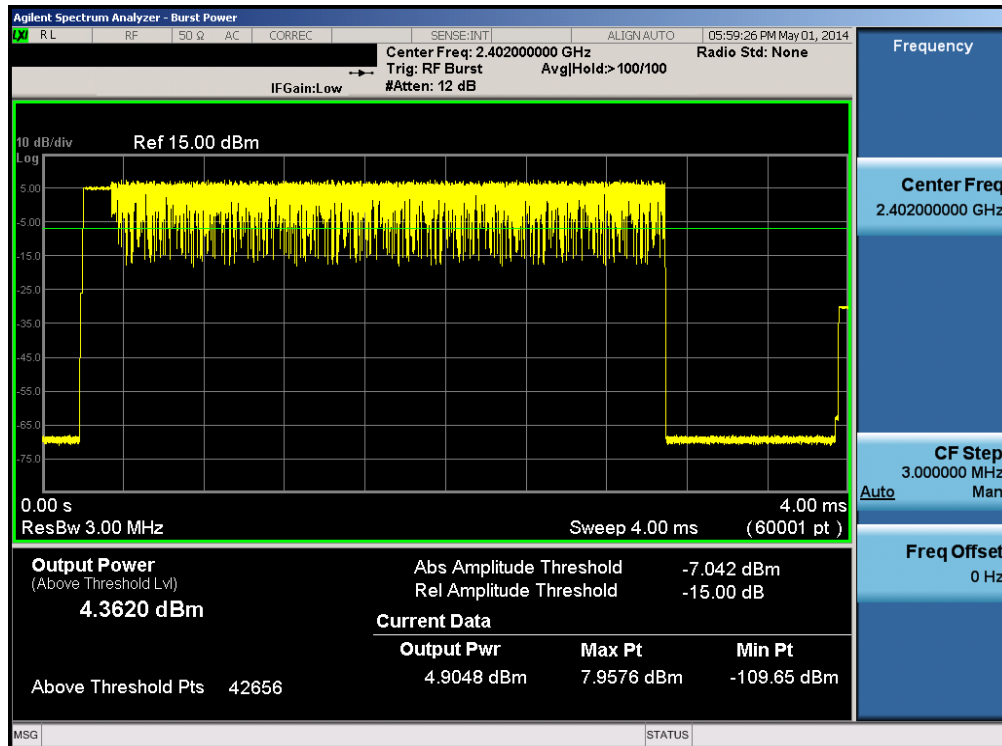 Agilent Spectrum Analyzer - Burst Power
LXI RL RF 50 Ω AC CORREC SENSE:INT ALIGN AUTO 05:59:26 PM May 01, 2014
Frequency
Center Freq: 2.402000000 GHz Radio Std: None
Trig: RF Burst Avg|Hold:>100/100
IFGain:Low #Atten: 12 dB
10 dB/div Ref 15.00 dBm
Log
5.00
-5.00
-15.0
-25.0
-35.0
-45.0
-55.0
-65.0
-75.0
0.00 s 4.00 ms
ResBw 3.00 MHz Sweep 4.00 ms (60001 pt)
Center Freq
2.402000000 GHz
CF Step
3.000000 MHz
Auto Man
Freq Offset
0 Hz
Output Power
(Above Threshold Lvl)
4.3620 dBm
Above Threshold Pts 42656
Abs Amplitude Threshold -7.042 dBm
Rel Amplitude Threshold -15.00 dB
Current Data
Output Pwr Max Pt Min Pt
4.9048 dBm 7.9576 dBm -109.65 dBm
MSG STATUS